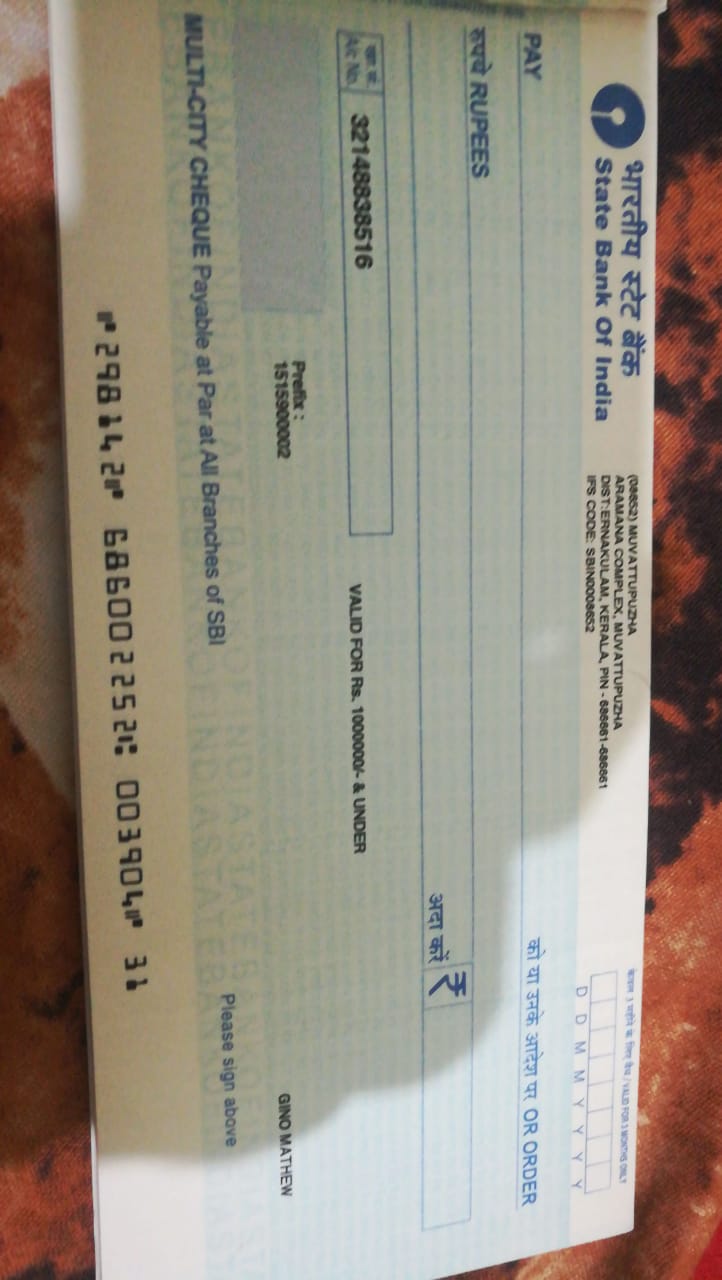 भारतीय स्टेट बैंक
State Bank Of India
(08652) MUVATTUPUZHA
ARAMANA COMPLEX, MUVATTUPUZHA
DIST:ERNAKULAM, KERALA, PIN - 686661-686661
IFS CODE: SBIN0008652
केवल 3 महीने के लिए वैध / VALID FOR 3 MONTHS ONLY
D D M M Y Y Y Y
PAY
को या उनके आदेश पर OR ORDER
रुपये RUPEES
अदा करें ₹
खा. सं.
A/c No.
32148838516
VALID FOR Rs. 1000000/- & UNDER
Prefix :
1515900002
GINO MATHEW
MULTI-CITY CHEQUE Payable at Par at All Branches of SBI
Please sign above
⑈298142⑈ 686002252⑆ 003904⑈ 31